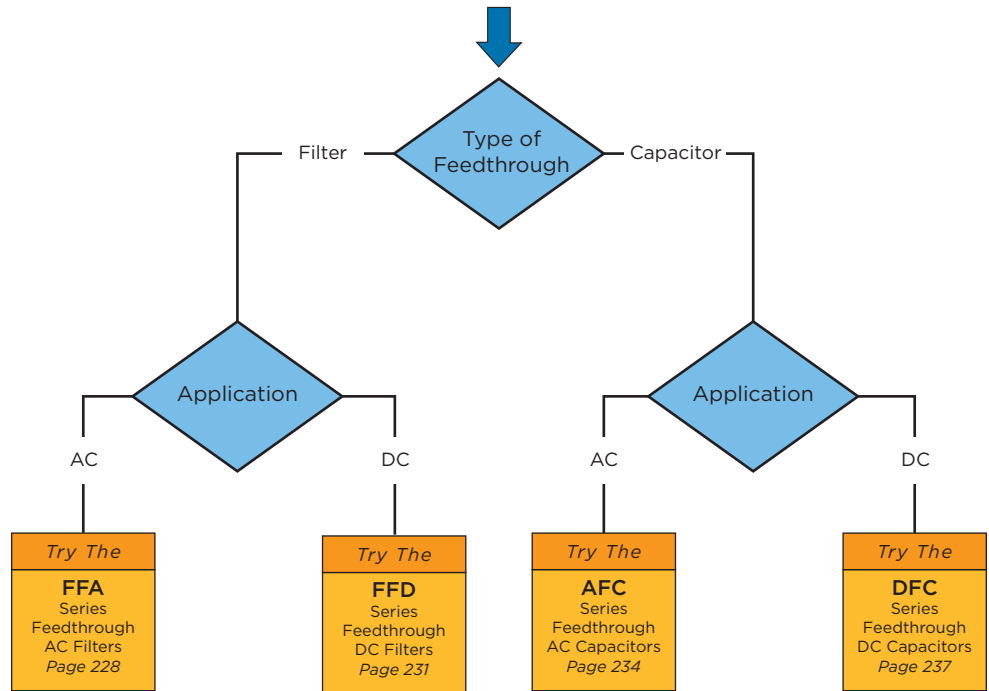 Type of
Feedthrough
Filter
Capacitor
Application
Application
AC
DC
AC
DC
Try The
FFA
Series
Feedthrough
AC Filters
Page 228
Try The
FFD
Series
Feedthrough
DC Filters
Page 231
Try The
AFC
Series
Feedthrough
AC Capacitors
Page 234
Try The
DFC
Series
Feedthrough
DC Capacitors
Page 237